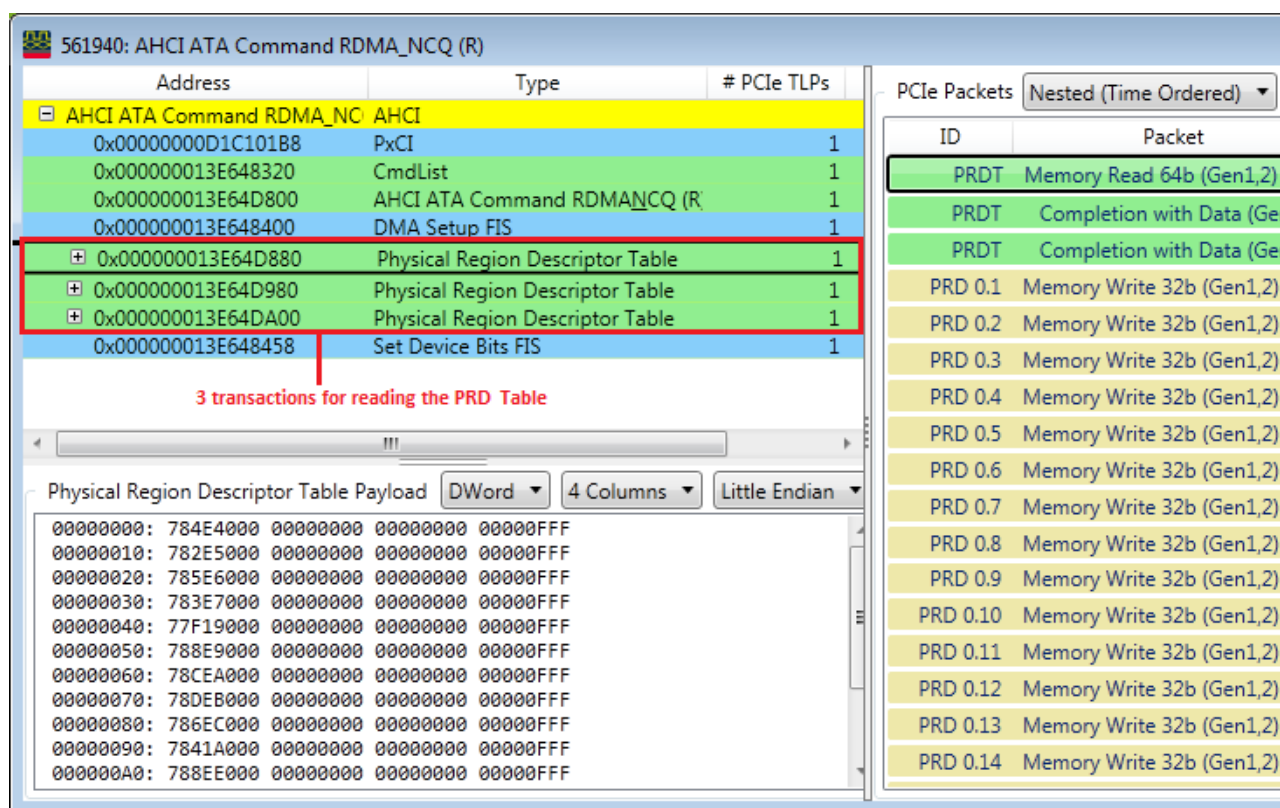 561940: AHCI ATA Command RDMA_NCQ (R)
Address Type # PCIe TLPs
AHCI ATA Command RDMA_NC AHCI
0x00000000D1C101B8 PxCI 1
0x000000013E648320 CmdList 1
0x000000013E64D800 AHCI ATA Command RDMANCQ (R 1
0x000000013E648400 DMA Setup FIS 1
0x000000013E64D880 Physical Region Descriptor Table 1
0x000000013E64D980 Physical Region Descriptor Table 1
0x000000013E64DA00 Physical Region Descriptor Table 1
0x000000013E648458 Set Device Bits FIS 1
3 transactions for reading the PRD Table
Physical Region Descriptor Table Payload DWord 4 Columns Little Endian
00000000: 784E4000 00000000 00000000 00000FFF
00000010: 782E5000 00000000 00000000 00000FFF
00000020: 785E6000 00000000 00000000 00000FFF
00000030: 783E7000 00000000 00000000 00000FFF
00000040: 77F19000 00000000 00000000 00000FFF
00000050: 788E9000 00000000 00000000 00000FFF
00000060: 78CEA000 00000000 00000000 00000FFF
00000070: 78DEB000 00000000 00000000 00000FFF
00000080: 786EC000 00000000 00000000 00000FFF
00000090: 7841A000 00000000 00000000 00000FFF
000000A0: 788EE000 00000000 00000000 00000FFF
PCIe Packets Nested (Time Ordered)
ID Packet
PRDT Memory Read 64b (Gen1,2)
PRDT Completion with Data (Ge
PRDT Completion with Data (Ge
PRD 0.1 Memory Write 32b (Gen1,2)
PRD 0.2 Memory Write 32b (Gen1,2)
PRD 0.3 Memory Write 32b (Gen1,2)
PRD 0.4 Memory Write 32b (Gen1,2)
PRD 0.5 Memory Write 32b (Gen1,2)
PRD 0.6 Memory Write 32b (Gen1,2)
PRD 0.7 Memory Write 32b (Gen1,2)
PRD 0.8 Memory Write 32b (Gen1,2)
PRD 0.9 Memory Write 32b (Gen1,2)
PRD 0.10 Memory Write 32b (Gen1,2)
PRD 0.11 Memory Write 32b (Gen1,2)
PRD 0.12 Memory Write 32b (Gen1,2)
PRD 0.13 Memory Write 32b (Gen1,2)
PRD 0.14 Memory Write 32b (Gen1,2)